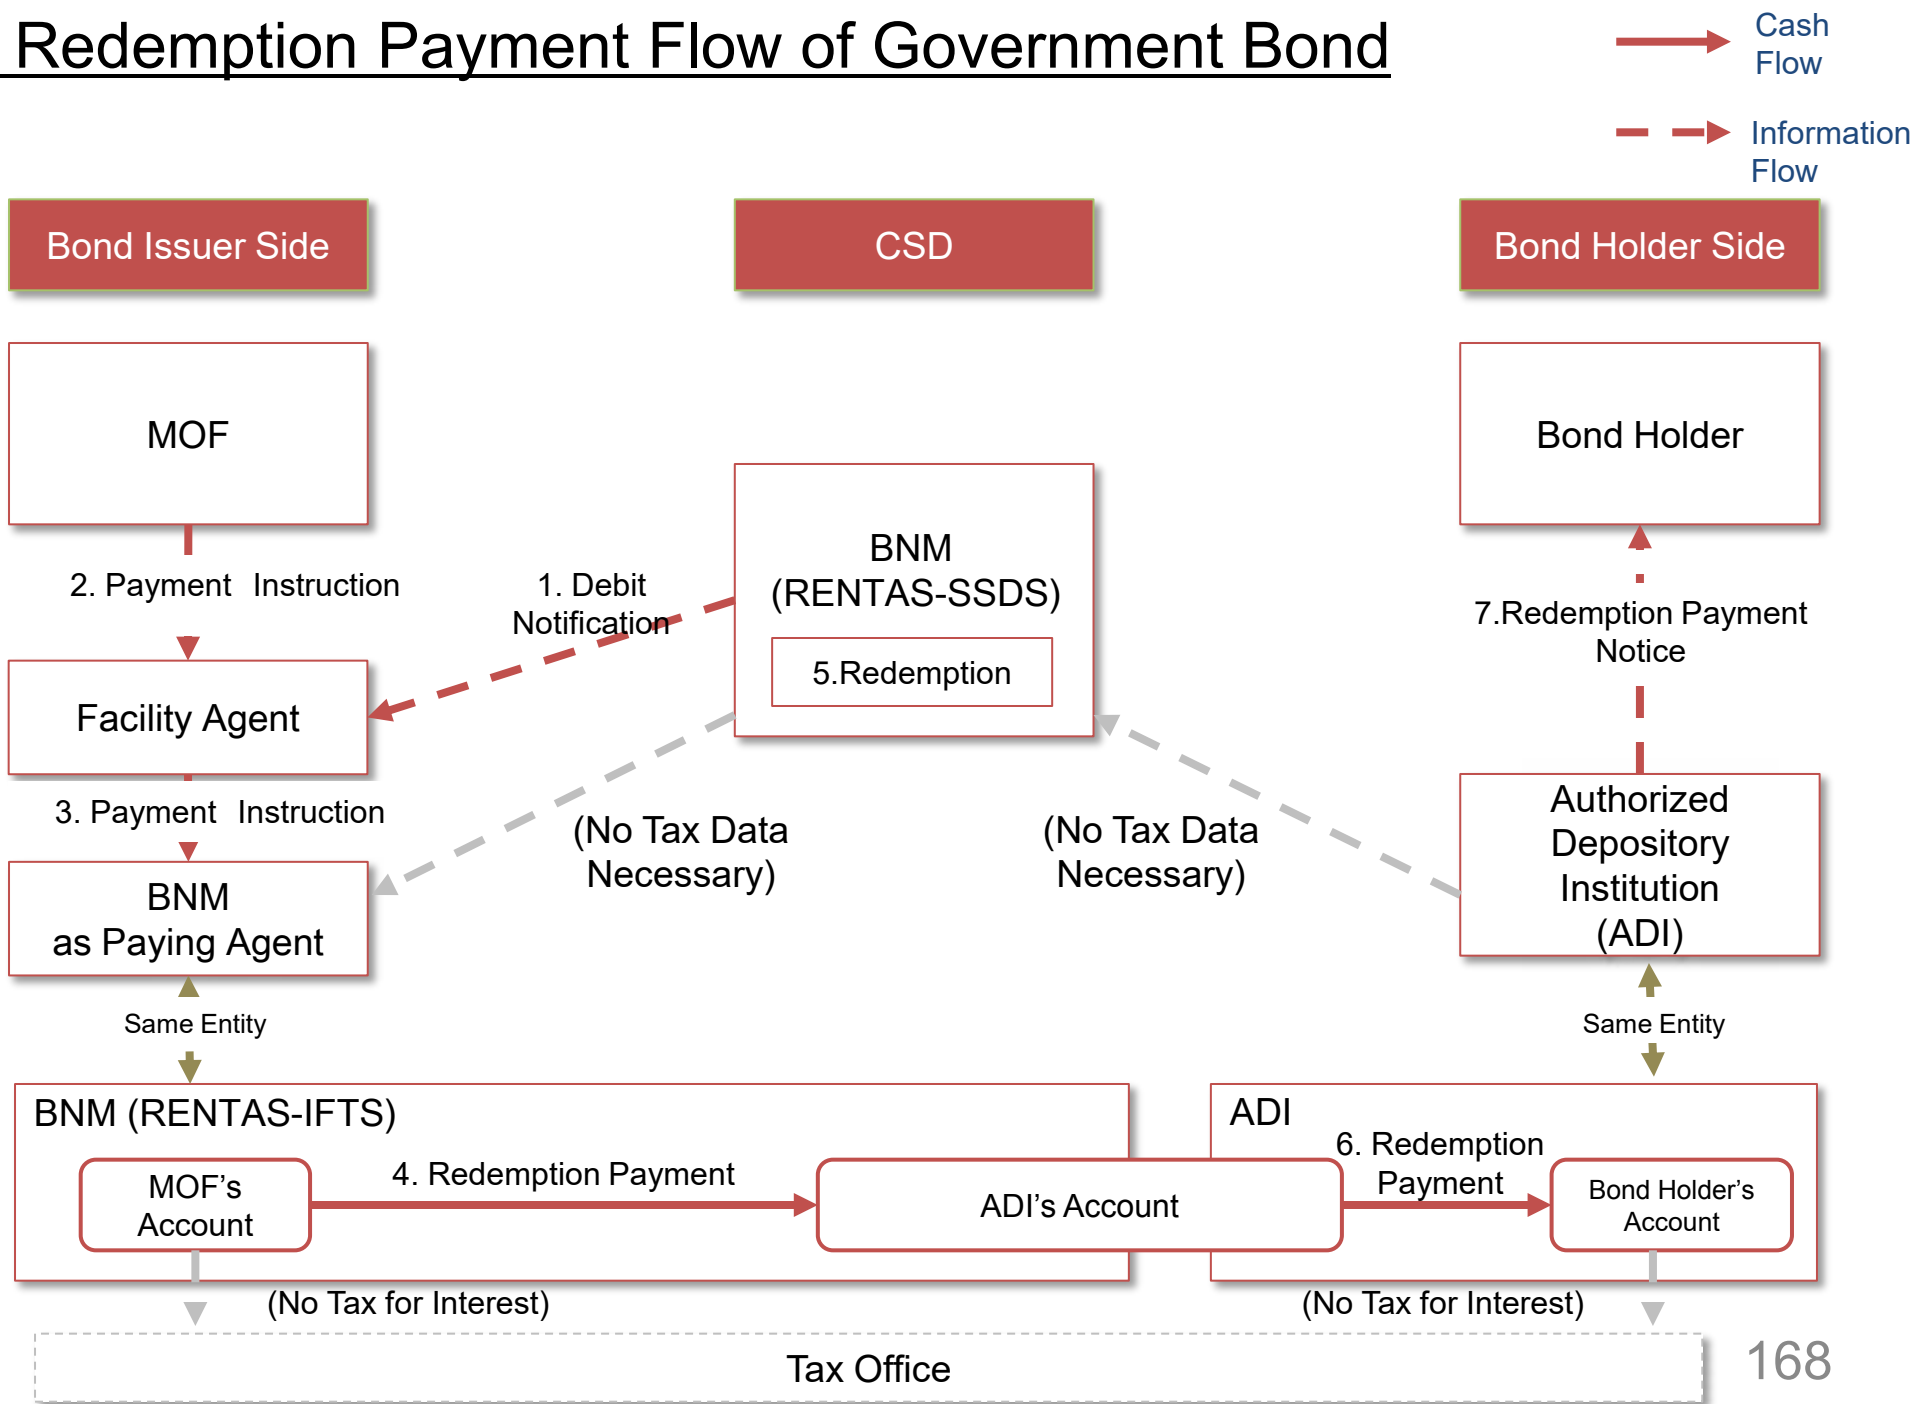 Redemption Payment Flow of Government Bond
Cash
Flow
Information
Flow
Bond Issuer Side
CSD
Bond Holder Side
MOF
Bond Holder
BNM
(RENTAS-SSDS)
5.Redemption
2. Payment Instruction
1. Debit
Notification
7.Redemption Payment
Notice
Facility Agent
3. Payment Instruction
BNM
as Paying Agent
(No Tax Data
Necessary)
(No Tax Data
Necessary)
Authorized
Depository
Institution
(ADI)
Same Entity
Same Entity
BNM (RENTAS-IFTS)
MOF’s
Account
4. Redemption Payment
ADI’s Account
ADI
6. Redemption
Payment
Bond Holder’s
Account
(No Tax for Interest)
(No Tax for Interest)
Tax Office
168